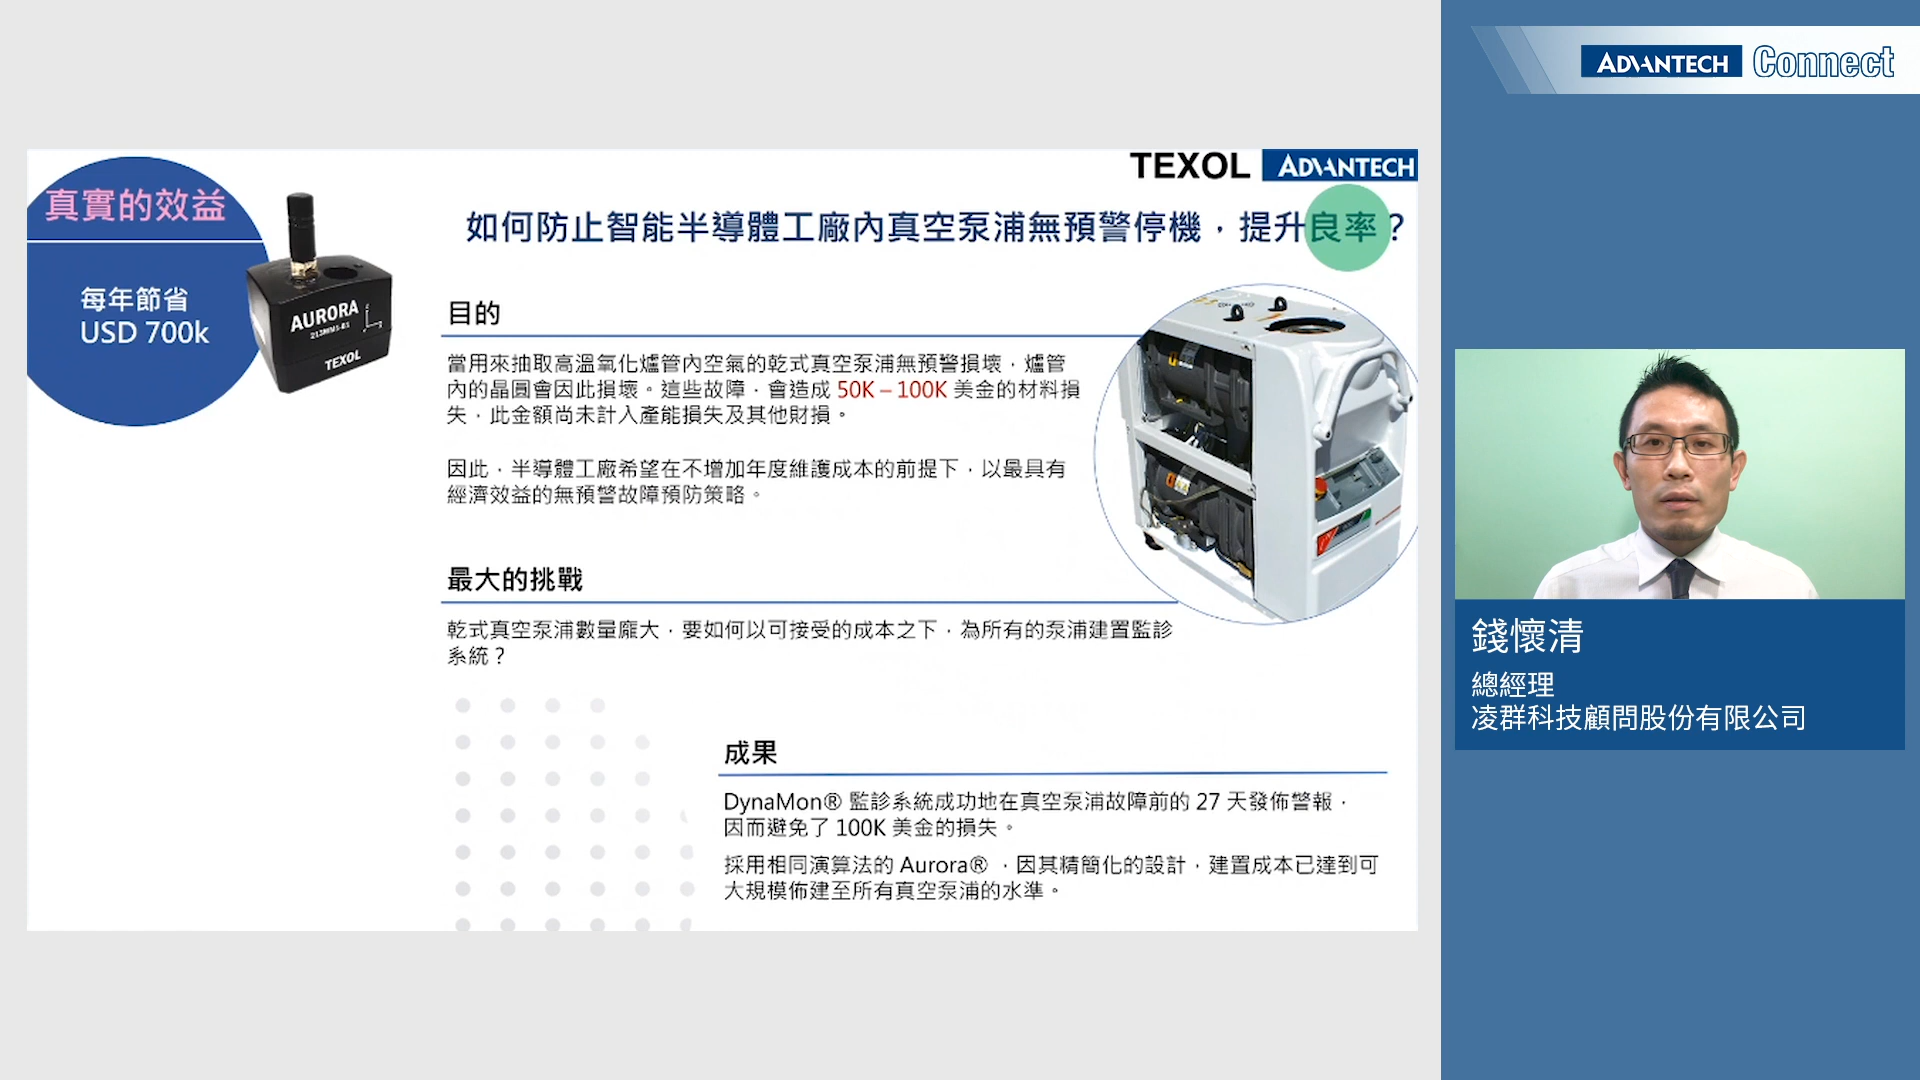 ADVANTECH Connect
TEXOL ADVANTECH
真實的效益
每年節省
USD 700k
AURORA
TEXOL
如何防止智能半導體工廠內真空泵浦無預警停機，提升良率？
目的
當用來抽取高溫氧化爐管內空氣的乾式真空泵浦無預警損壞，爐管
內的晶圓會因此損壞。這些故障，會造成 50K – 100K 美金的材料損
失，此金額尚未計入產能損失及其他財損。
因此，半導體工廠希望在不增加年度維護成本的前提下，以最具有
經濟效益的無預警故障預防策略。
最大的挑戰
乾式真空泵浦數量龐大，要如何以可接受的成本之下，為所有的泵浦建置監診
系統？
成果
DynaMon® 監診系統成功地在真空泵浦故障前的 27 天發佈警報，
因而避免了 100K 美金的損失。
採用相同演算法的 Aurora® ，因其精簡化的設計，建置成本已達到可
大規模佈建至所有真空泵浦的水準。
錢懷清
總經理
凌群科技顧問股份有限公司